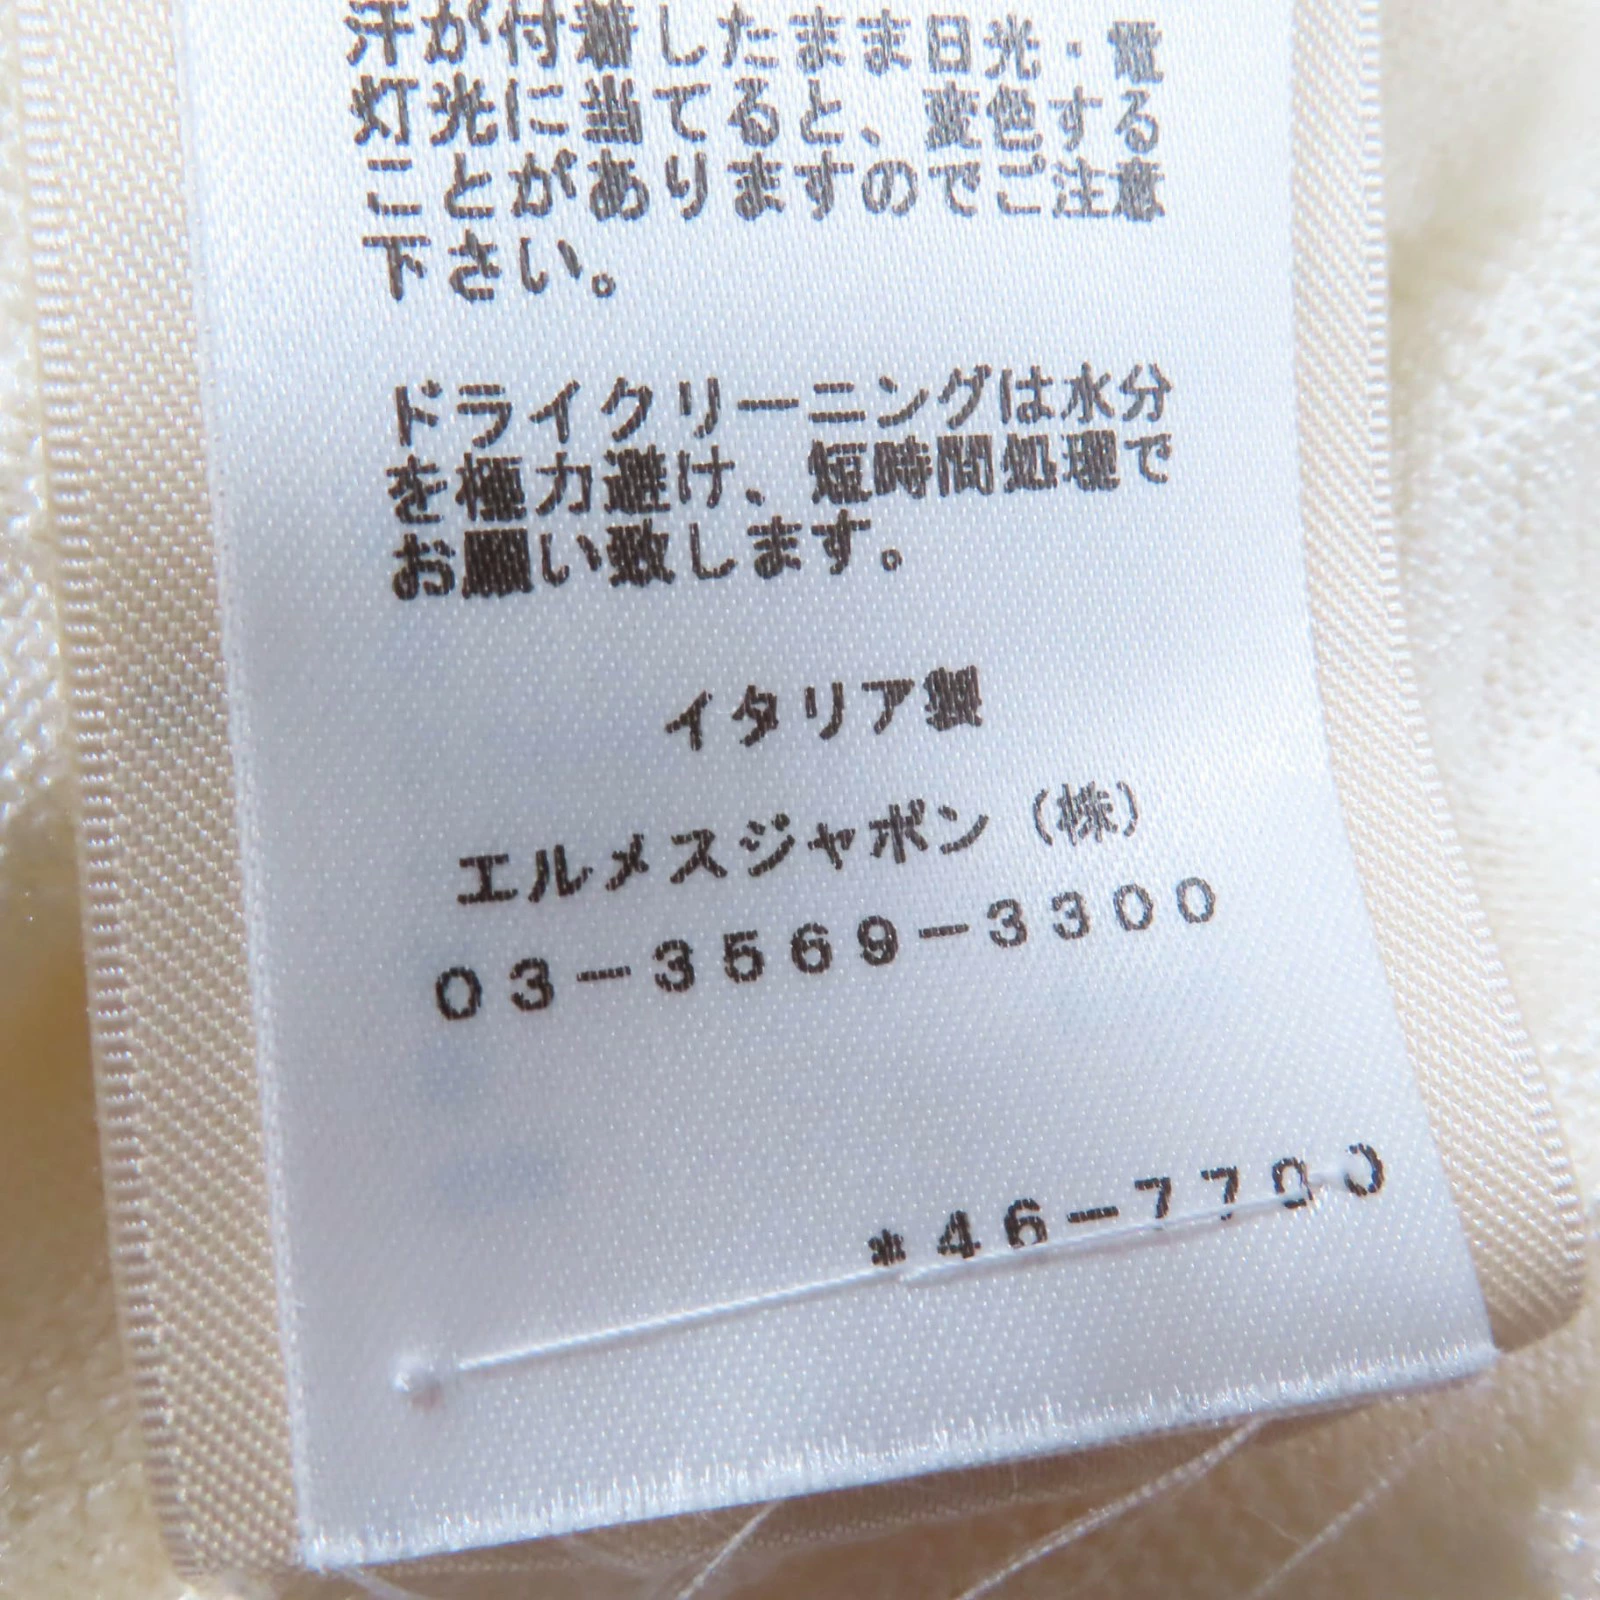 汗が付着したまま日光・電
灯光に当てると、変色する
ことがありますのでご注意
下さい。
ドライクリーニングは水分
を極力避け、短時間処理で
お願い致します。
イタリア製
エルメスジャポン（株）
03-3569-3300
*46-7700